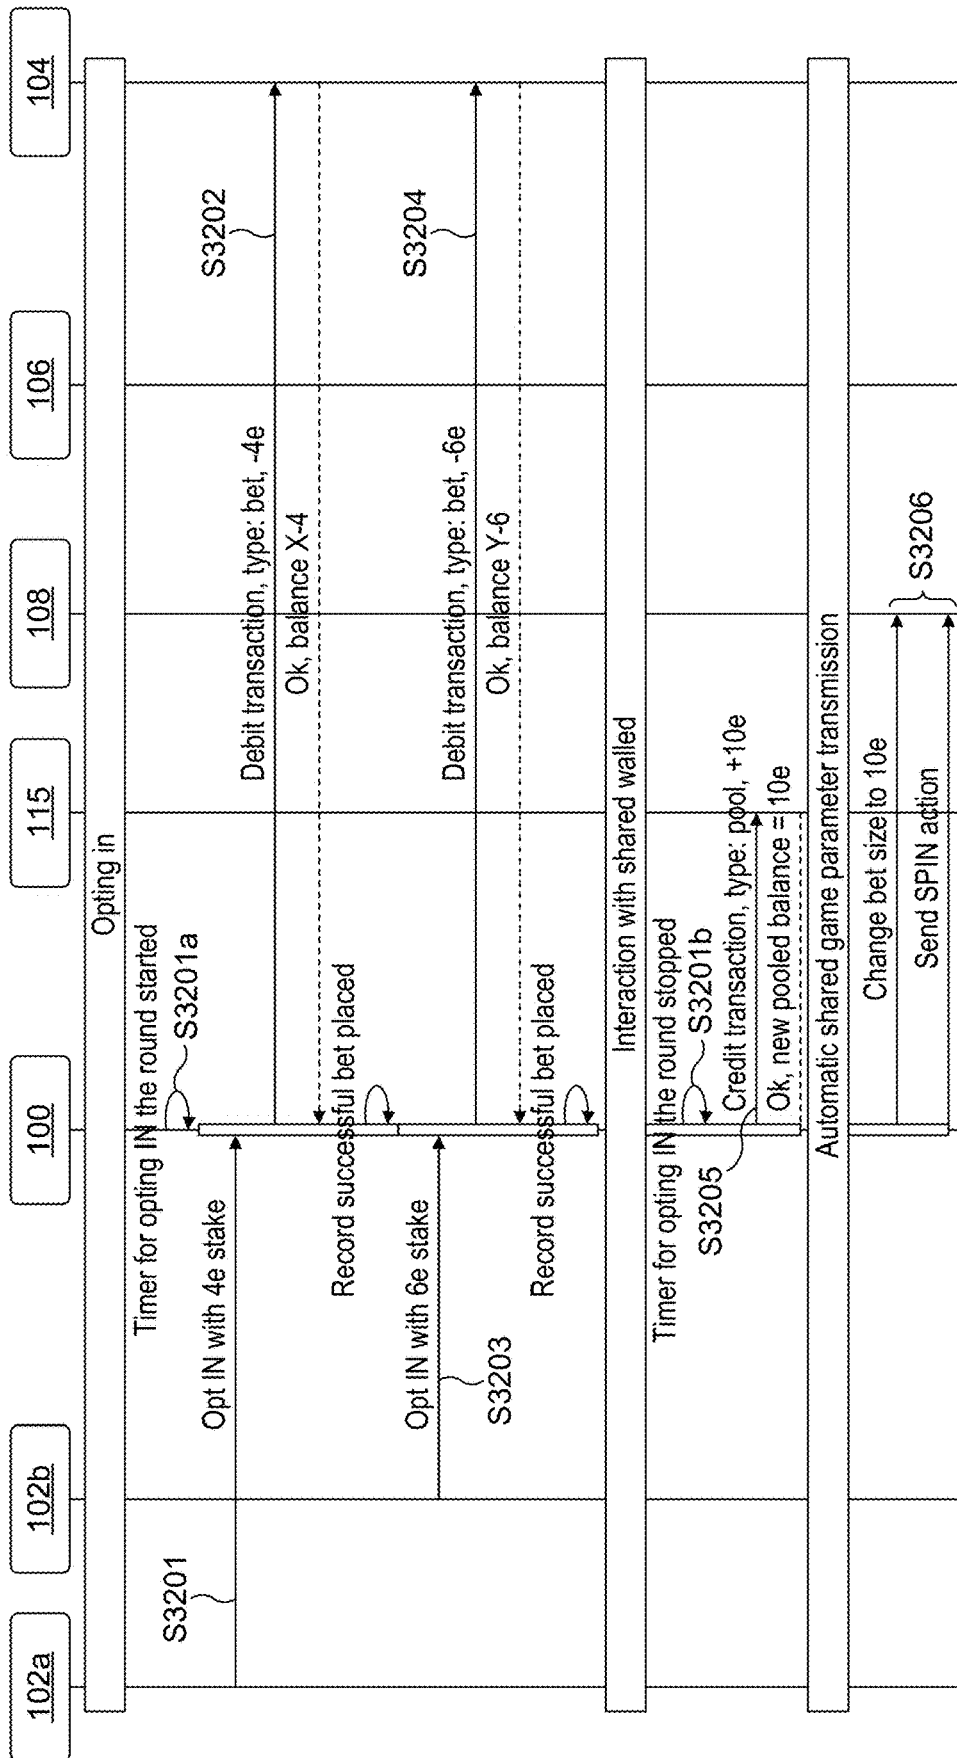 102a
102b
100
115
108
106
104
Opting in
Timer for opting IN the round started
S3201a
S3201
Opt IN with 4e stake
Debit transaction, type: bet, -4e
S3202
Ok, balance X-4
Record successful bet placed
Opt IN with 6e stake
S3203
Debit transaction, type: bet, -6e
S3204
Ok, balance Y-6
Record successful bet placed
Interaction with shared walled
Timer for opting IN the round stopped
S3201b
S3205
Credit transaction, type: pool, +10e
Ok, new pooled balance = 10e
Automatic shared game parameter transmission
Change bet size to 10e
Send SPIN action
S3206